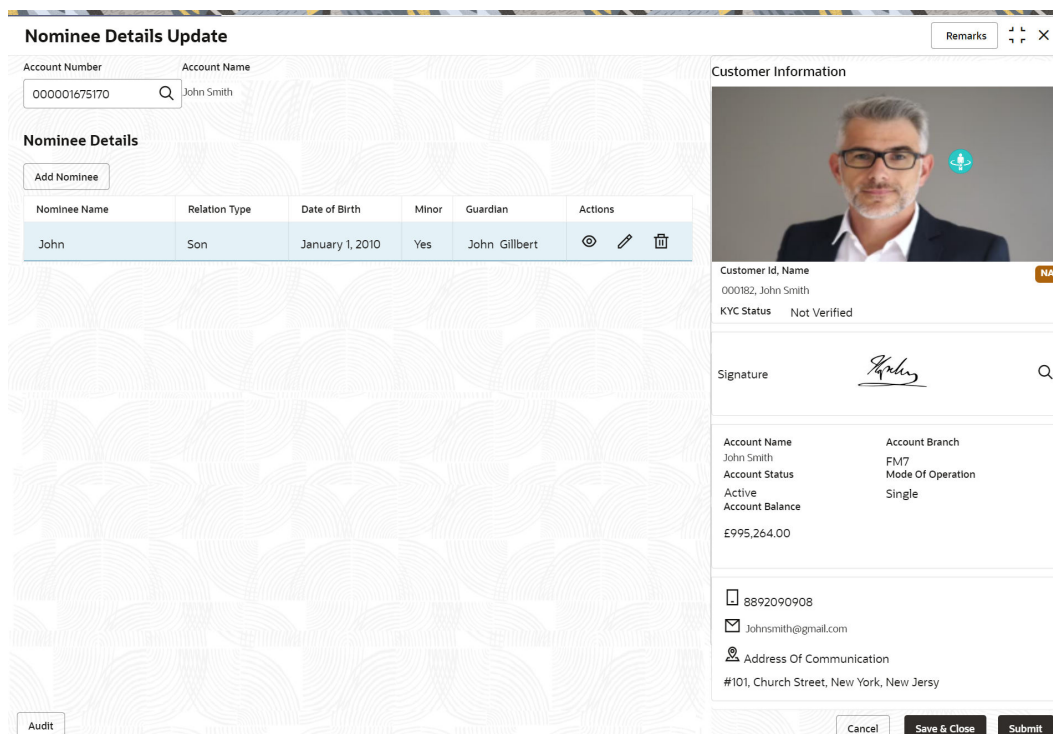 Nominee Details Update
Remarks
Account Number Account Name
000001675170 John Smith
Nominee Details
Add Nominee
Nominee Name Relation Type Date of Birth Minor Guardian Actions
John Son January 1, 2010 Yes John Gillbert
Customer Information
Customer Id, Name
NA
000182, John Smith
KYC Status Not Verified
Signature
Account Name Account Branch
John Smith FM7
Account Status Mode Of Operation
Active Single
Account Balance
£995,264.00
8892090908
Johnsmith@gmail.com
Address Of Communication
#101, Church Street, New York, New Jersy
Audit
Cancel Save & Close Submit